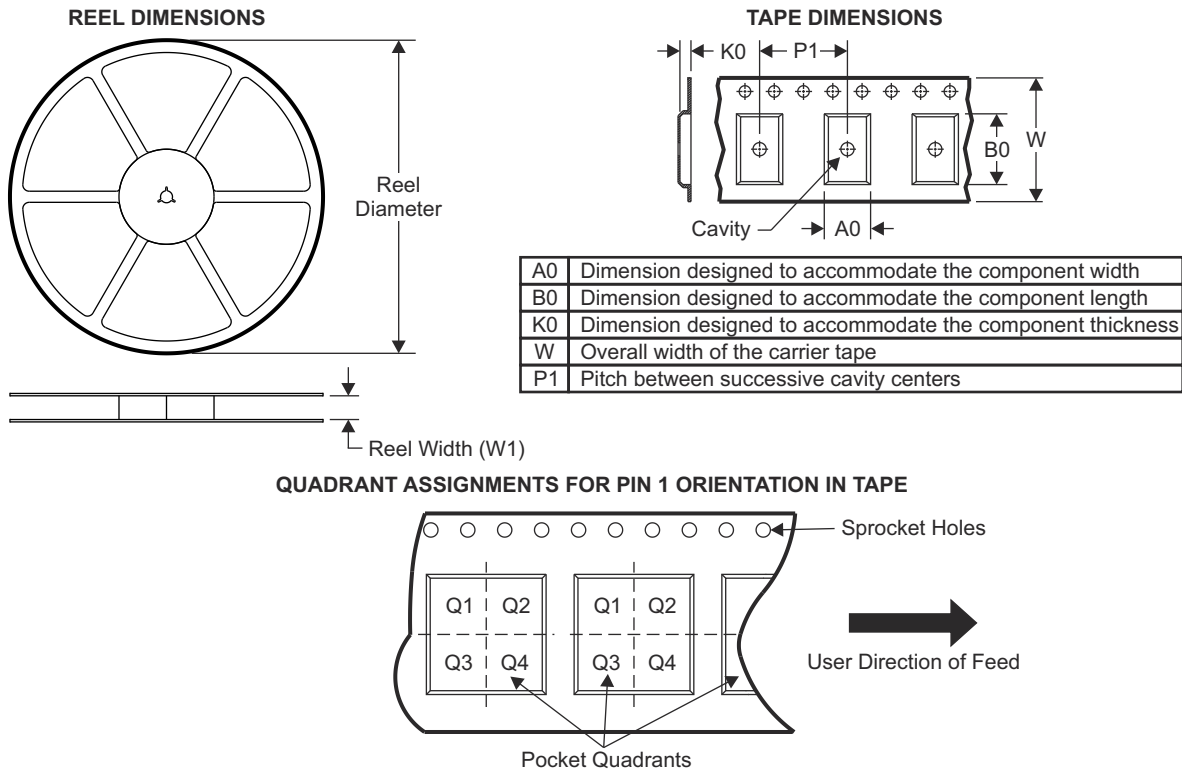 REEL DIMENSIONS
Reel
Diameter
Reel Width (W1)
TAPE DIMENSIONS
K0
P1
B0
W
Cavity
A0
A0 Dimension designed to accommodate the component width
B0 Dimension designed to accommodate the component length
K0 Dimension designed to accommodate the component thickness
W Overall width of the carrier tape
P1 Pitch between successive cavity centers
QUADRANT ASSIGNMENTS FOR PIN 1 ORIENTATION IN TAPE
Sprocket Holes
Q1 Q2 Q1 Q2
Q3 Q4 Q3 Q4
User Direction of Feed
Pocket Quadrants